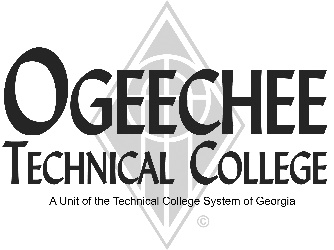 OGEECHEE
TECHNICAL COLLEGE
A Unit of the Technical College System of Georgia
©